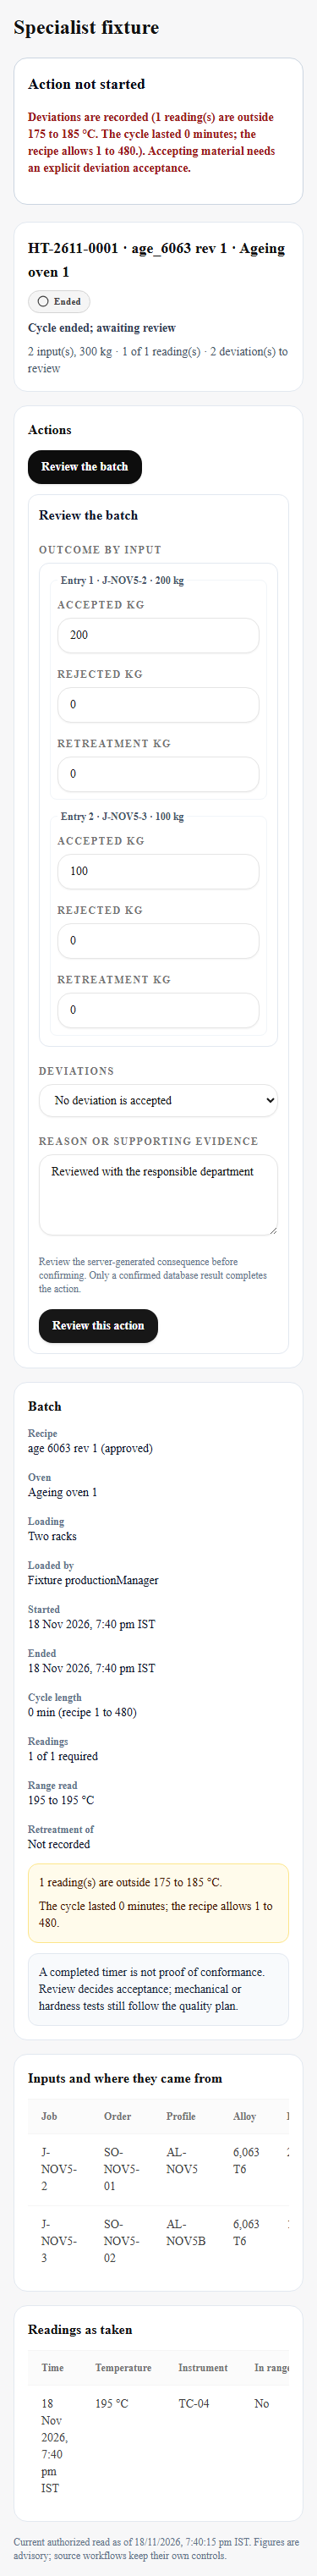 Specialist fixture
Action not started
Deviations are recorded (1 reading(s) are outside
175 to 185 °C. The cycle lasted 0 minutes; the
recipe allows 1 to 480.). Accepting material needs
an explicit deviation acceptance.
HT-2611-0001 · age_6063 rev 1 · Ageing
oven 1
Ended
Cycle ended; awaiting review
2 input(s), 300 kg · 1 of 1 reading(s) · 2 deviation(s) to
review
Actions
Review the batch
Review the batch
OUTCOME BY INPUT
Entry 1 · J-NOV5-2 · 200 kg
ACCEPTED KG
200
REJECTED KG
0
RETREATMENT KG
0
Entry 2 · J-NOV5-3 · 100 kg
ACCEPTED KG
100
REJECTED KG
0
RETREATMENT KG
0
DEVIATIONS
No deviation is accepted
REASON OR SUPPORTING EVIDENCE
Reviewed with the responsible department
Review the server-generated consequence before
confirming. Only a confirmed database result completes
the action.
Review this action
Batch
Recipe
age 6063 rev 1 (approved)
Oven
Ageing oven 1
Loading
Two racks
Loaded by
Fixture productionManager
Started
18 Nov 2026, 7:40 pm IST
Ended
18 Nov 2026, 7:40 pm IST
Cycle length
0 min (recipe 1 to 480)
Readings
1 of 1 required
Range read
195 to 195 °C
Retreatment of
Not recorded
1 reading(s) are outside 175 to 185 °C.
The cycle lasted 0 minutes; the recipe allows 1 to
480.
A completed timer is not proof of conformance.
Review decides acceptance; mechanical or
hardness tests still follow the quality plan.
Inputs and where they came from
Job Order Profile Alloy
J- SO- AL- 6,063
NOV5- NOV5- NOV5 T6
2 01
J- SO- AL- 6,063
NOV5- NOV5- NOV5B T6
3 02
Readings as taken
Time Temperature Instrument In range
18 195 °C TC-04 No
Nov
2026,
7:40
pm
IST
Current authorized read as of 18/11/2026, 7:40:15 pm IST. Figures are
advisory; source workflows keep their own controls.